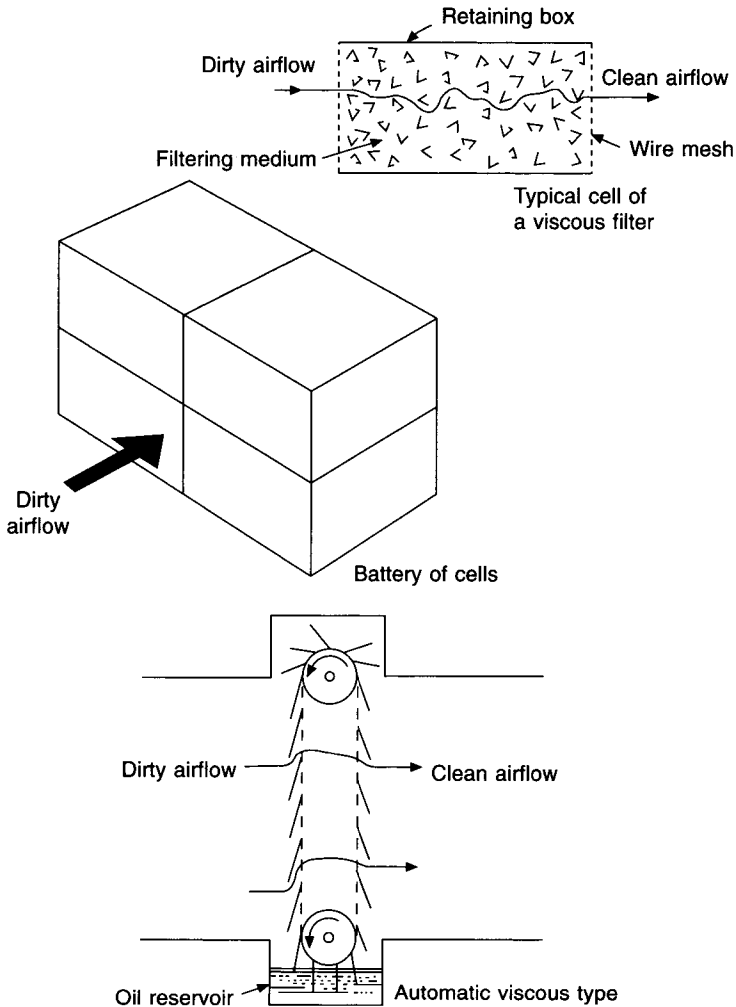 Retaining box
Dirty airflow
Clean airflow
Filtering medium
Wire mesh
Typical cell of
a viscous filter
Dirty
airflow
Battery of cells
Dirty airflow
Clean airflow
Oil reservoir
Automatic viscous type